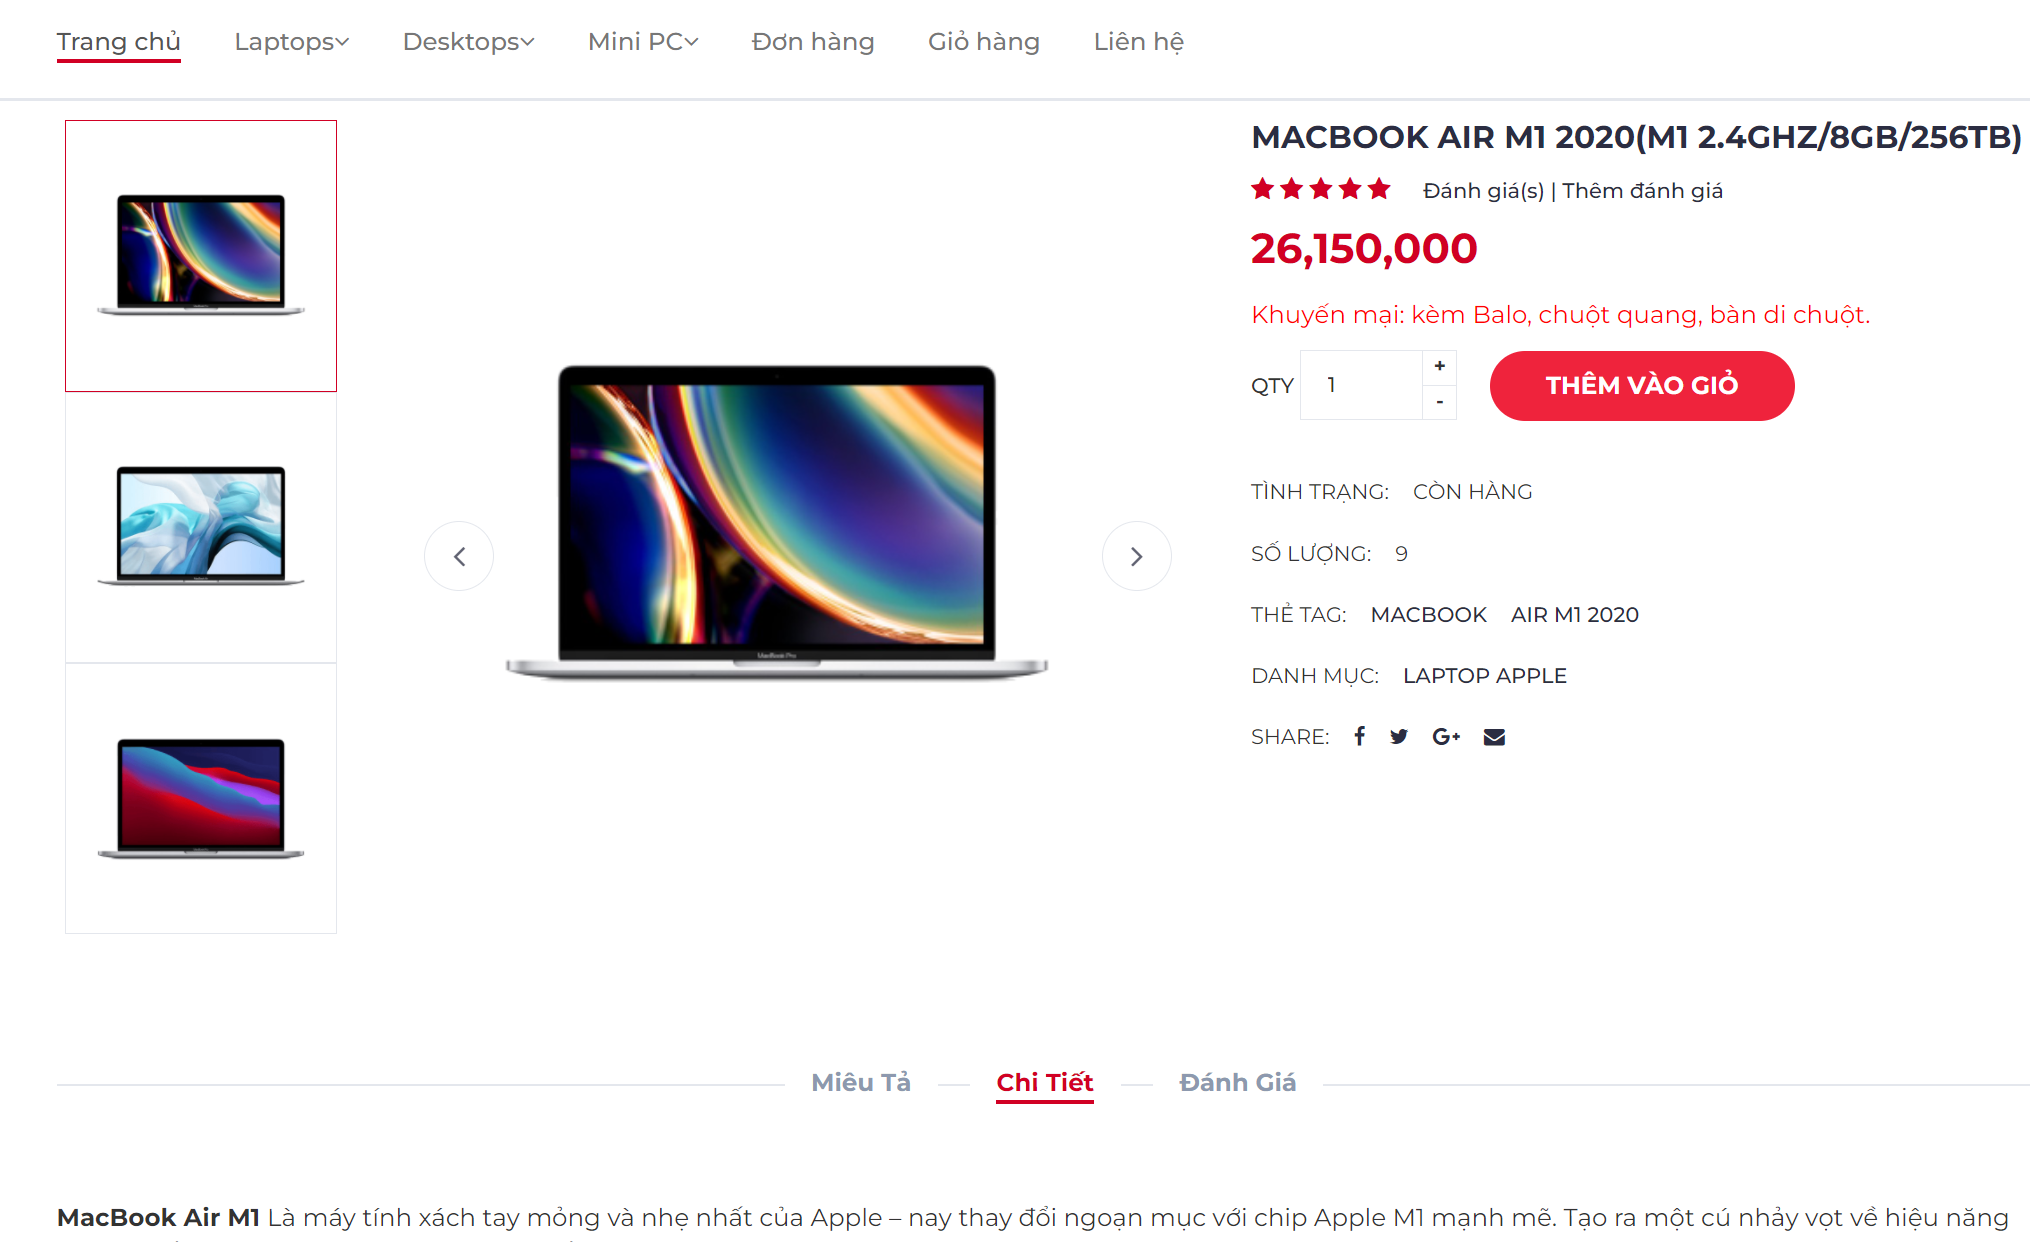 Trang chủ Laptops Desktops Mini PC Đơn hàng Giỏ hàng Liên hệ
MACBOOK AIR M1 2020(M1 2.4GHZ/8GB/256TB)
Đánh giá(s) | Thêm đánh giá
26,150,000
Khuyến mại: kèm Balo, chuột quang, bàn di chuột.
QTY 1 + - THÊM VÀO GIỎ
TÌNH TRẠNG: CÒN HÀNG
SỐ LƯỢNG: 9
THẺ TAG: MACBOOK AIR M1 2020
DANH MỤC: LAPTOP APPLE
SHARE:
MacBook Pro
Miêu Tả Chi Tiết Đánh Giá
MacBook Air M1 Là máy tính xách tay mỏng và nhẹ nhất của Apple – nay thay đổi ngoạn mục với chip Apple M1 mạnh mẽ. Tạo ra một cú nhảy vọt về hiệu năng